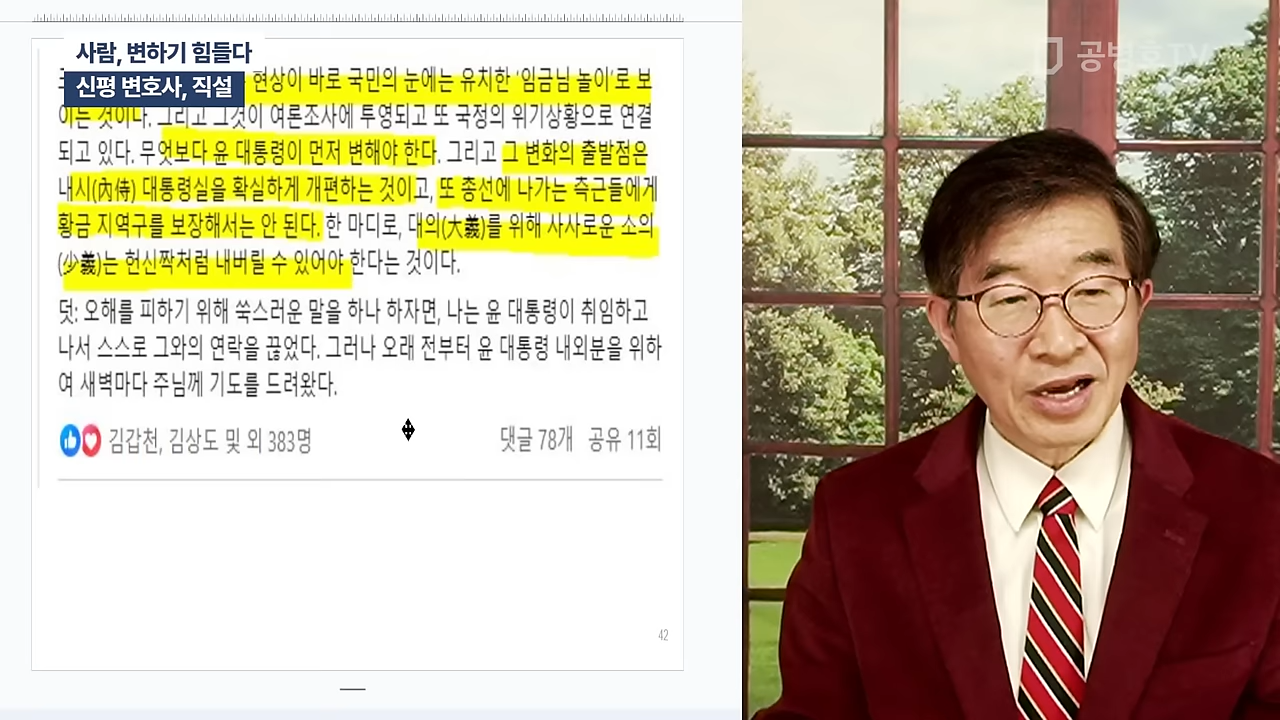 사람, 변하기 힘들다
신평 변호사, 직설
현상이 바로 국민의 눈에는 유치한 '임금님 놀이'로 보
이는 것이다. 그리고 그것이 여론조사에 투영되고 또 국정의 위기상황으로 연결
되고 있다. 무엇보다 윤 대통령이 먼저 변해야 한다. 그리고 그 변화의 출발점은
내시(內侍) 대통령실을 확실하게 개편하는 것이고, 또 총선에 나가는 측근들에게
황금 지역구를 보장해서는 안 된다. 한 마디로, 대의(大義)를 위해 사사로운 소의
(少義)는 헌신짝처럼 내버릴 수 있어야 한다는 것이다.
덧: 오해를 피하기 위해 쑥스러운 말을 하나 하자면, 나는 윤 대통령이 취임하고
나서 스스로 그와의 연락을 끊었다. 그러나 오래 전부터 윤 대통령 내외분을 위하
여 새벽마다 주님께 기도를 드려왔다.
김갑천, 김상도 및 외 383명
댓글 78개 공유 11회
42
공병호TV